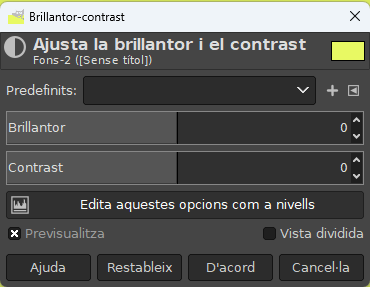 Brillantor-contrast
Ajusta la brillantor i el contrast
Fons-2 ([Sense títol])
Predefinits:
Brillantor 0
Contrast 0
Edita aquestes opcions com a nivells
Previsualitza Vista dividida
Ajuda Restableix D'acord Cancel·la